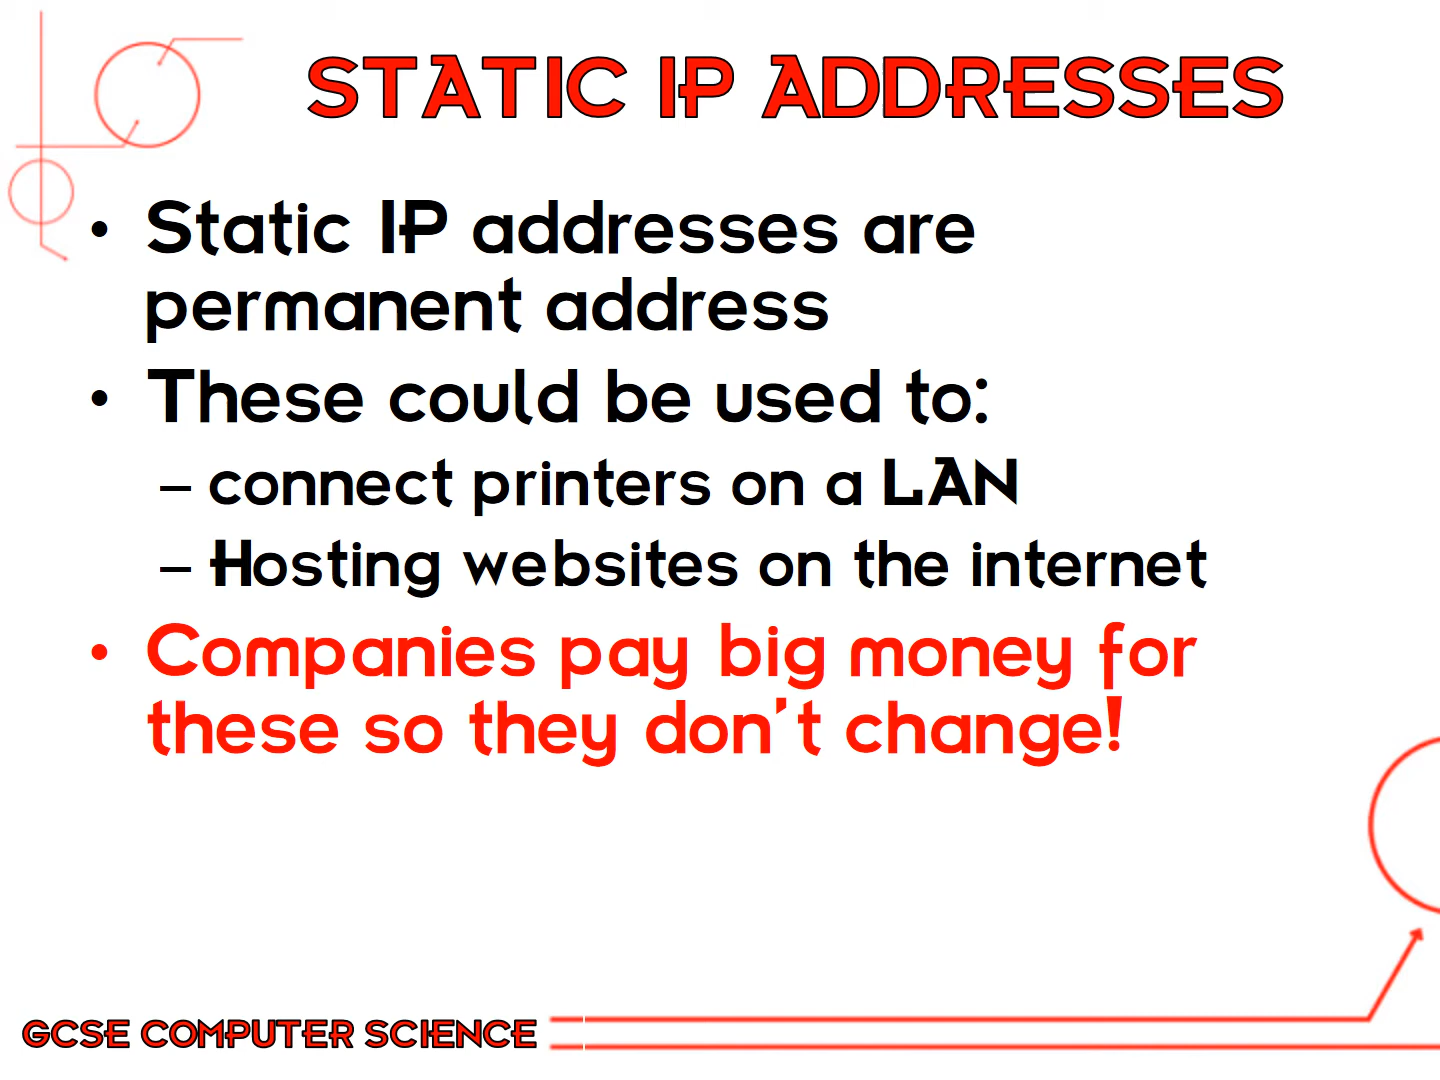 STATIC IP ADDRESSES
• Static IP addresses are
permanent address
• These could be used to:
– connect printers on a LAN
– Hosting websites on the internet
• Companies pay big money for
these so they don't change!
GCSE COMPUTER SCIENCE